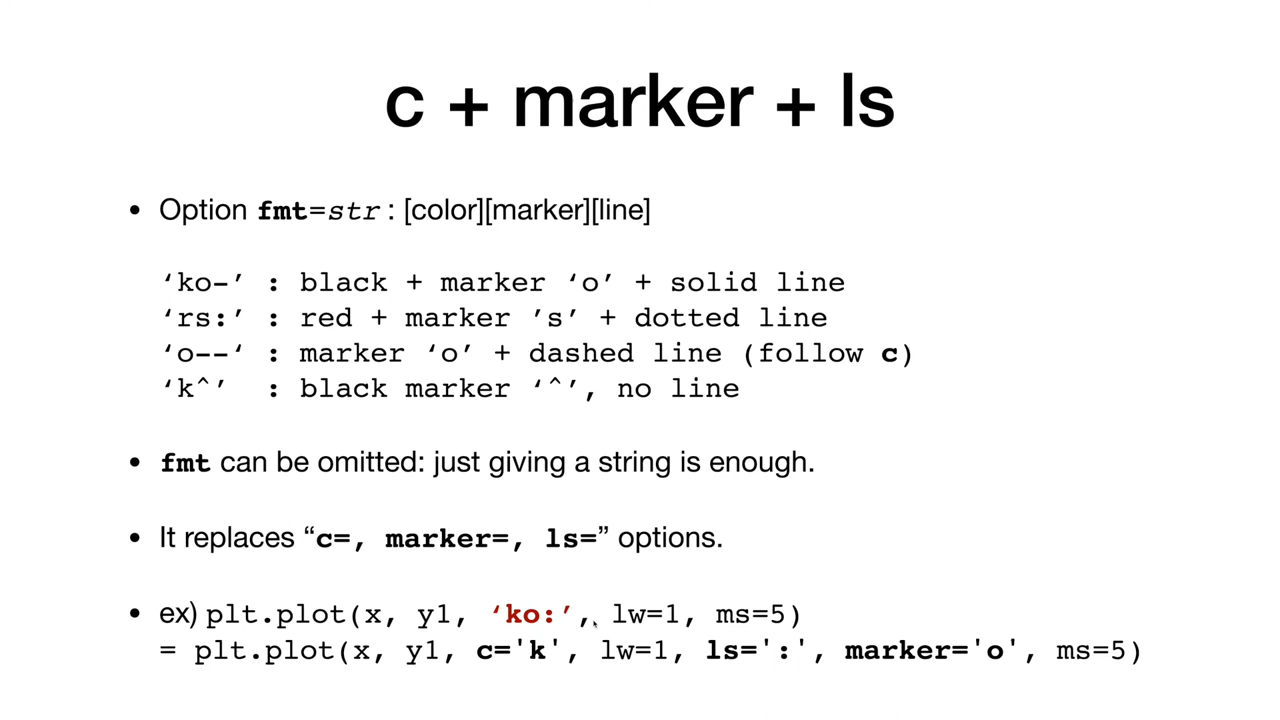 c + marker + ls
• Option fmt=str : [color][marker][line]
‘ko-’ : black + marker ‘o’ + solid line
‘rs:’ : red + marker ’s’ + dotted line
‘o--‘ : marker ‘o’ + dashed line (follow c)
‘k^’ : black marker ‘^’, no line
• fmt can be omitted: just giving a string is enough.
• It replaces “c=, marker=, ls=” options.
• ex) plt.plot(x, y1, ‘ko:’, lw=1, ms=5)
= plt.plot(x, y1, c='k', lw=1, ls=':', marker='o', ms=5)